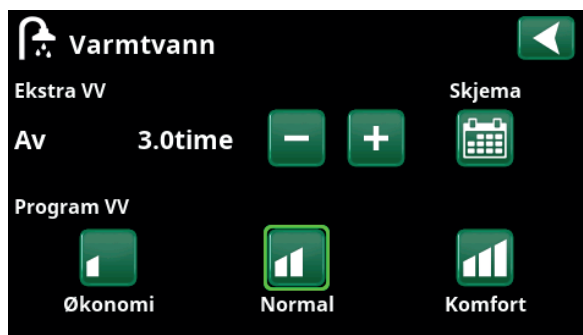 Varmtvann
Ekstra VV Skjema
Av 3.0time
Program VV
Økonomi Normal Komfort